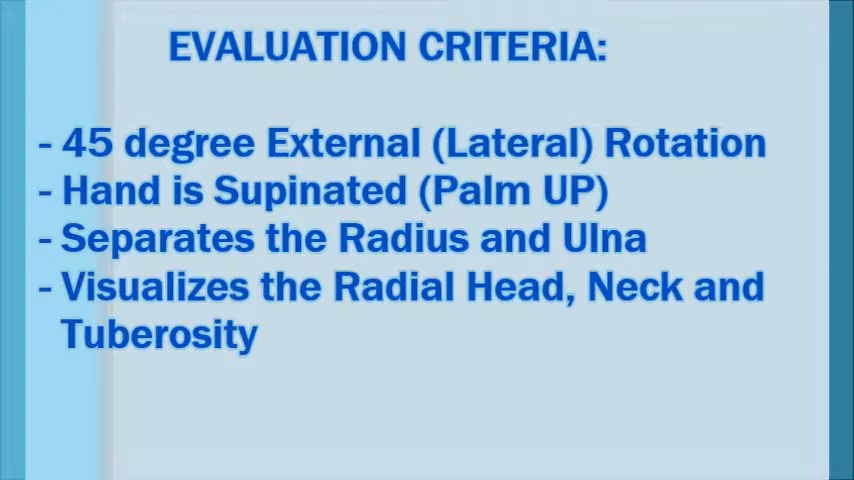 EVALUATION CRITERIA:
- 45 degree External (Lateral) Rotation
- Hand is Supinated (Palm UP)
- Separates the Radius and Ulna
- Visualizes the Radial Head, Neck and
Tuberosity